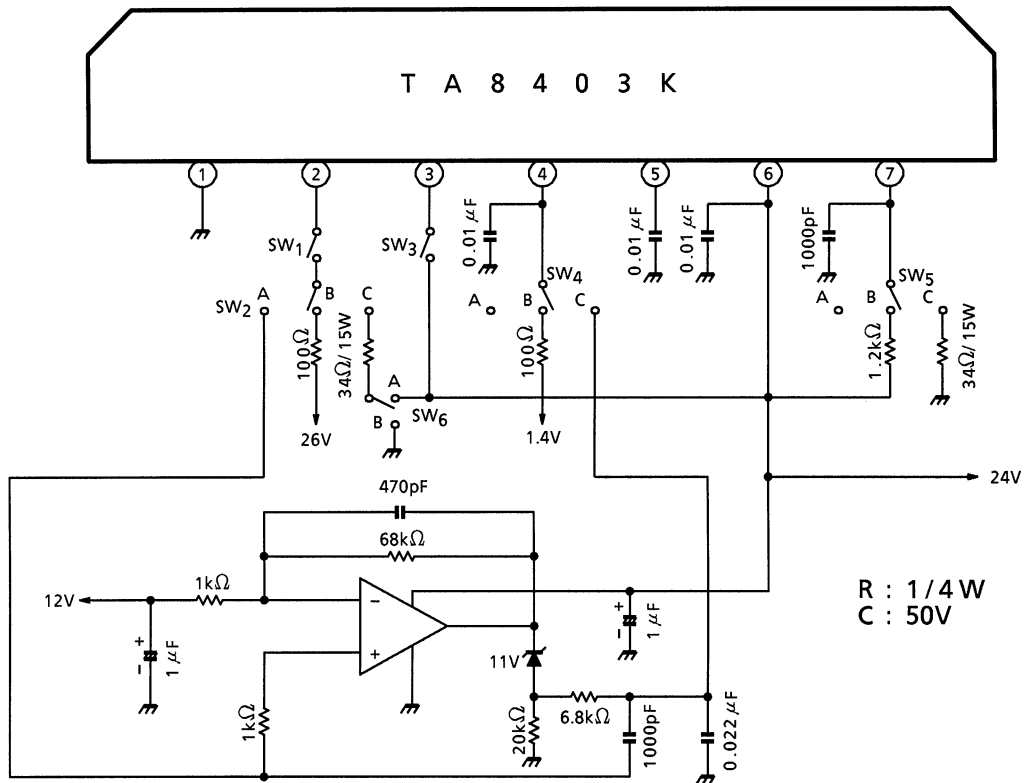 T A 8 4 0 3 K
1 2 3 4 5 6 7
SW1
SW2 A B C
100Ω
26V
34Ω/15W
A
B
SW6
SW3
0.01 μF
SW4
A B C
100Ω
1.4V
0.01 μF
0.01 μF
1000pF
SW5
A B C
1.2kΩ
34Ω/15W
24V
470pF
68kΩ
1kΩ
12V
+
-
1 μF
1kΩ
-
+
11V
20kΩ
6.8kΩ
+
-
1 μF
1000pF
0.022 μF
R : 1/4W
C : 50V